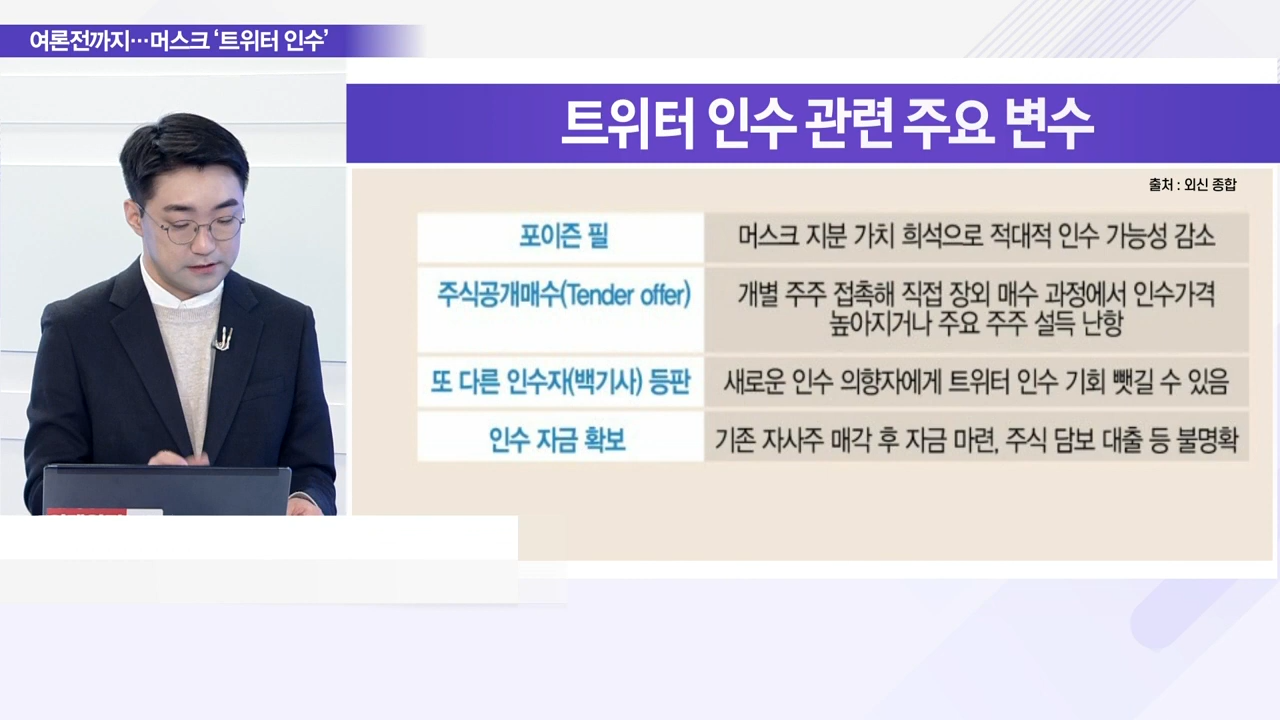 여론전까지…머스크 ‘트위터 인수’
트위터 인수 관련 주요 변수
출처 : 외신 종합
포이즌 필
머스크 지분 가치 희석으로 적대적 인수 가능성 감소
주식공개매수(Tender offer)
개별 주주 접촉해 직접 장외 매수 과정에서 인수가격
높아지거나 주요 주주 설득 난항
또 다른 인수자(백기사) 등판
새로운 인수 의향자에게 트위터 인수 기회 뺏길 수 있음
인수 자금 확보
기존 자사주 매각 후 자금 마련, 주식 담보 대출 등 불명확